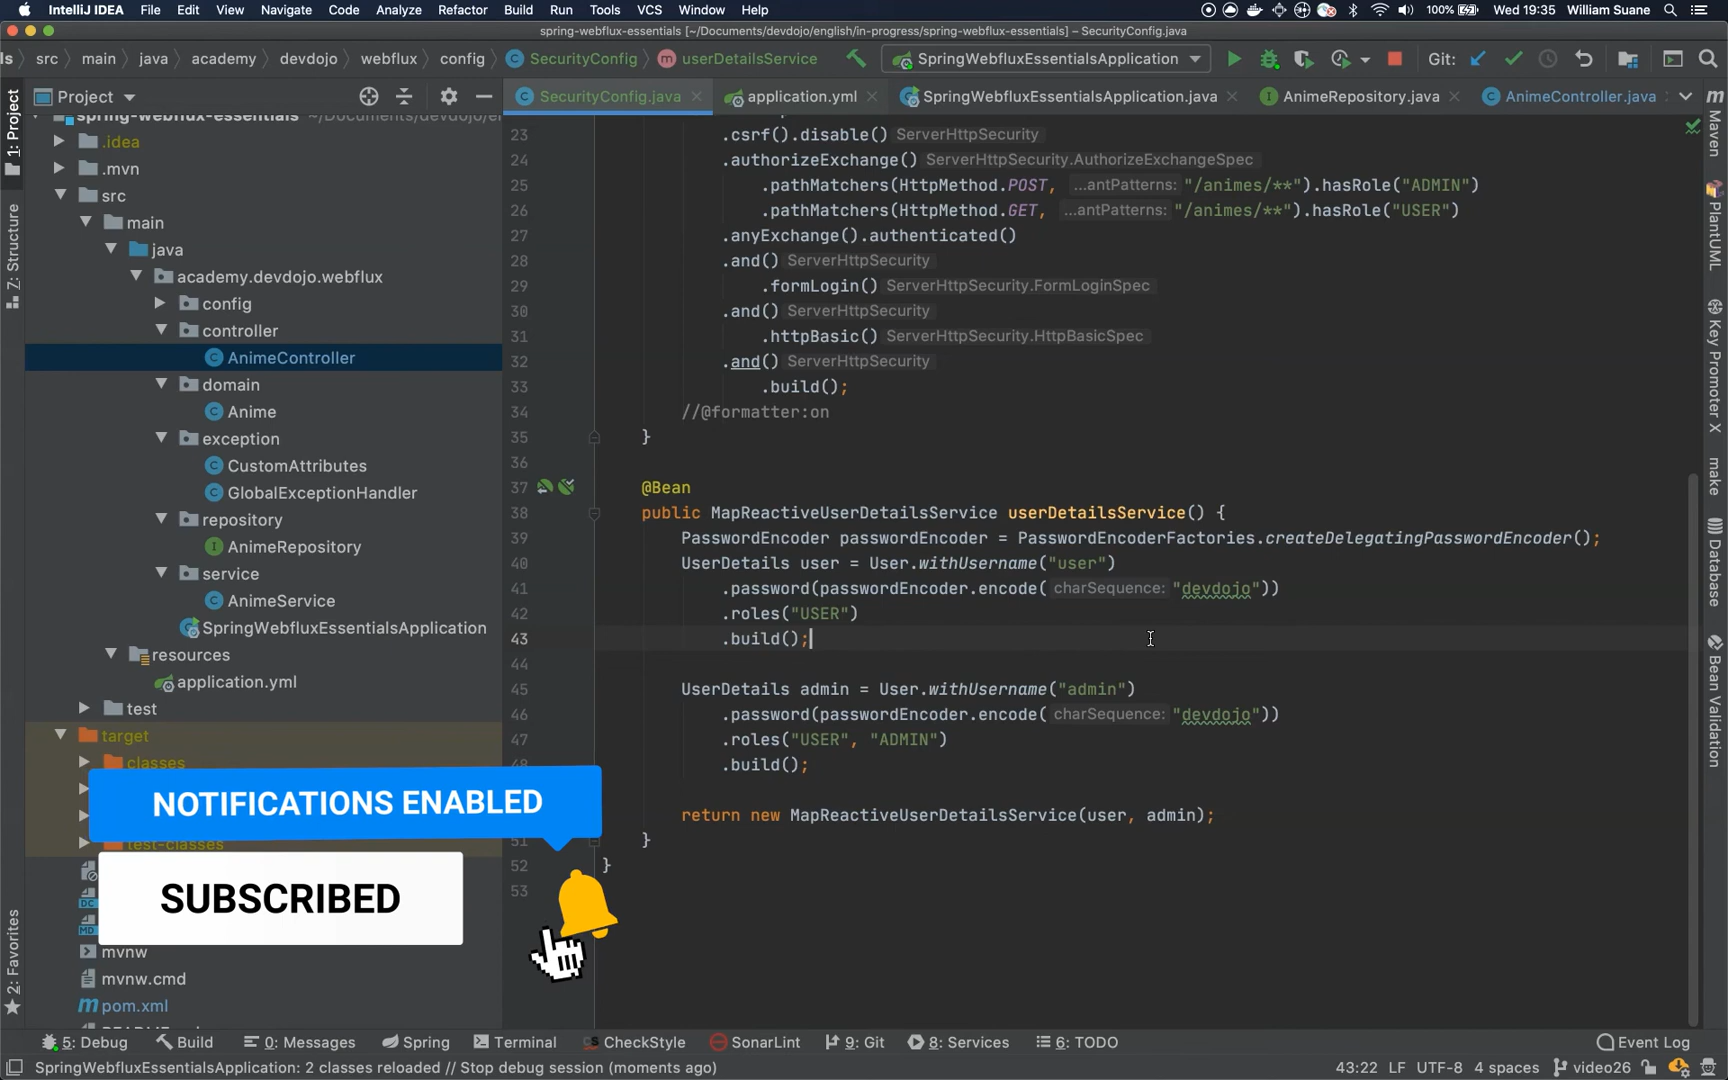 IntelliJ IDEA File Edit View Navigate Code Analyze Refactor Build Run Tools VCS Window Help 100% Wed 19:35 William Suane
spring-webflux-essentials [~/Documents/devdojo/english/in-progress/spring-webflux-essentials] – SecurityConfig.java
ls src main java academy devdojo webflux config SecurityConfig userDetailsService SpringWebfluxEssentialsApplication Git:
Project
SecurityConfig.java application.yml SpringWebfluxEssentialsApplication.java AnimeRepository.java AnimeController.java
1: Project
7: Structure
2: Favorites
spring-webflux-essentials
.idea
.mvn
src
main
java
academy.devdojo.webflux
config
controller
AnimeController
domain
Anime
exception
CustomAttributes
GlobalExceptionHandler
repository
AnimeRepository
service
AnimeService
SpringWebfluxEssentialsApplication
resources
application.yml
test
target
classes
test-classes
mvnw
mvnw.cmd
pom.xml
NOTIFICATIONS ENABLED
SUBSCRIBED
23 .csrf().disable() ServerHttpSecurity
24 .authorizeExchange() ServerHttpSecurity.AuthorizeExchangeSpec
25 .pathMatchers(HttpMethod.POST, ...antPatterns: "/animes/**").hasRole("ADMIN")
26 .pathMatchers(HttpMethod.GET, ...antPatterns: "/animes/**").hasRole("USER")
27 .anyExchange().authenticated()
28 .and() ServerHttpSecurity
29 .formLogin() ServerHttpSecurity.FormLoginSpec
30 .and() ServerHttpSecurity
31 .httpBasic() ServerHttpSecurity.HttpBasicSpec
32 .and() ServerHttpSecurity
33 .build();
34 //@formatter:on
35 }
36
37 @Bean
38 public MapReactiveUserDetailsService userDetailsService() {
39 PasswordEncoder passwordEncoder = PasswordEncoderFactories.createDelegatingPasswordEncoder();
40 UserDetails user = User.withUsername("user")
41 .password(passwordEncoder.encode( charSequence: "devdojo"))
42 .roles("USER")
43 .build();
44
45 UserDetails admin = User.withUsername("admin")
46 .password(passwordEncoder.encode( charSequence: "devdojo"))
47 .roles("USER", "ADMIN")
48 .build();
return new MapReactiveUserDetailsService(user, admin);
51 }
52 }
53
Maven
PlantUML
Key Promoter X
make
Database
Bean Validation
5: Debug Build 0: Messages Spring Terminal CheckStyle SonarLint 9: Git 8: Services 6: TODO Event Log
SpringWebfluxEssentialsApplication: 2 classes reloaded // Stop debug session (moments ago) 43:22 LF UTF-8 4 spaces video26